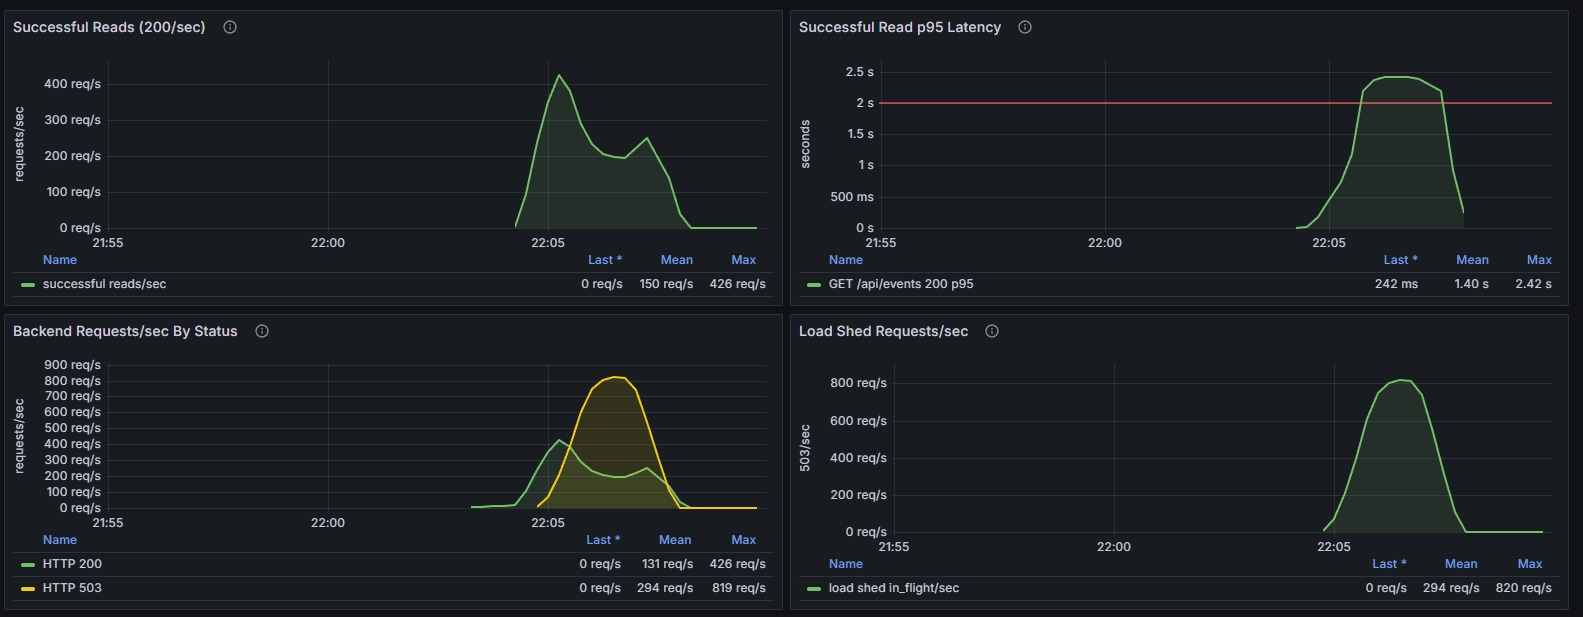 Successful Reads (200/sec)
requests/sec
400 req/s
300 req/s
200 req/s
100 req/s
0 req/s
21:55 22:00 22:05
Name Last * Mean Max
successful reads/sec 0 req/s 150 req/s 426 req/s
Successful Read p95 Latency
seconds
2.5 s
2 s
1.5 s
1 s
500 ms
0 s
21:55 22:00 22:05
Name Last * Mean Max
GET /api/events 200 p95 242 ms 1.40 s 2.42 s
Backend Requests/sec By Status
requests/sec
900 req/s
800 req/s
700 req/s
600 req/s
500 req/s
400 req/s
300 req/s
200 req/s
100 req/s
0 req/s
21:55 22:00 22:05
Name Last * Mean Max
HTTP 200 0 req/s 131 req/s 426 req/s
HTTP 503 0 req/s 294 req/s 819 req/s
Load Shed Requests/sec
503/sec
800 req/s
600 req/s
400 req/s
200 req/s
0 req/s
21:55 22:00 22:05
Name Last * Mean Max
load shed in_flight/sec 0 req/s 294 req/s 820 req/s